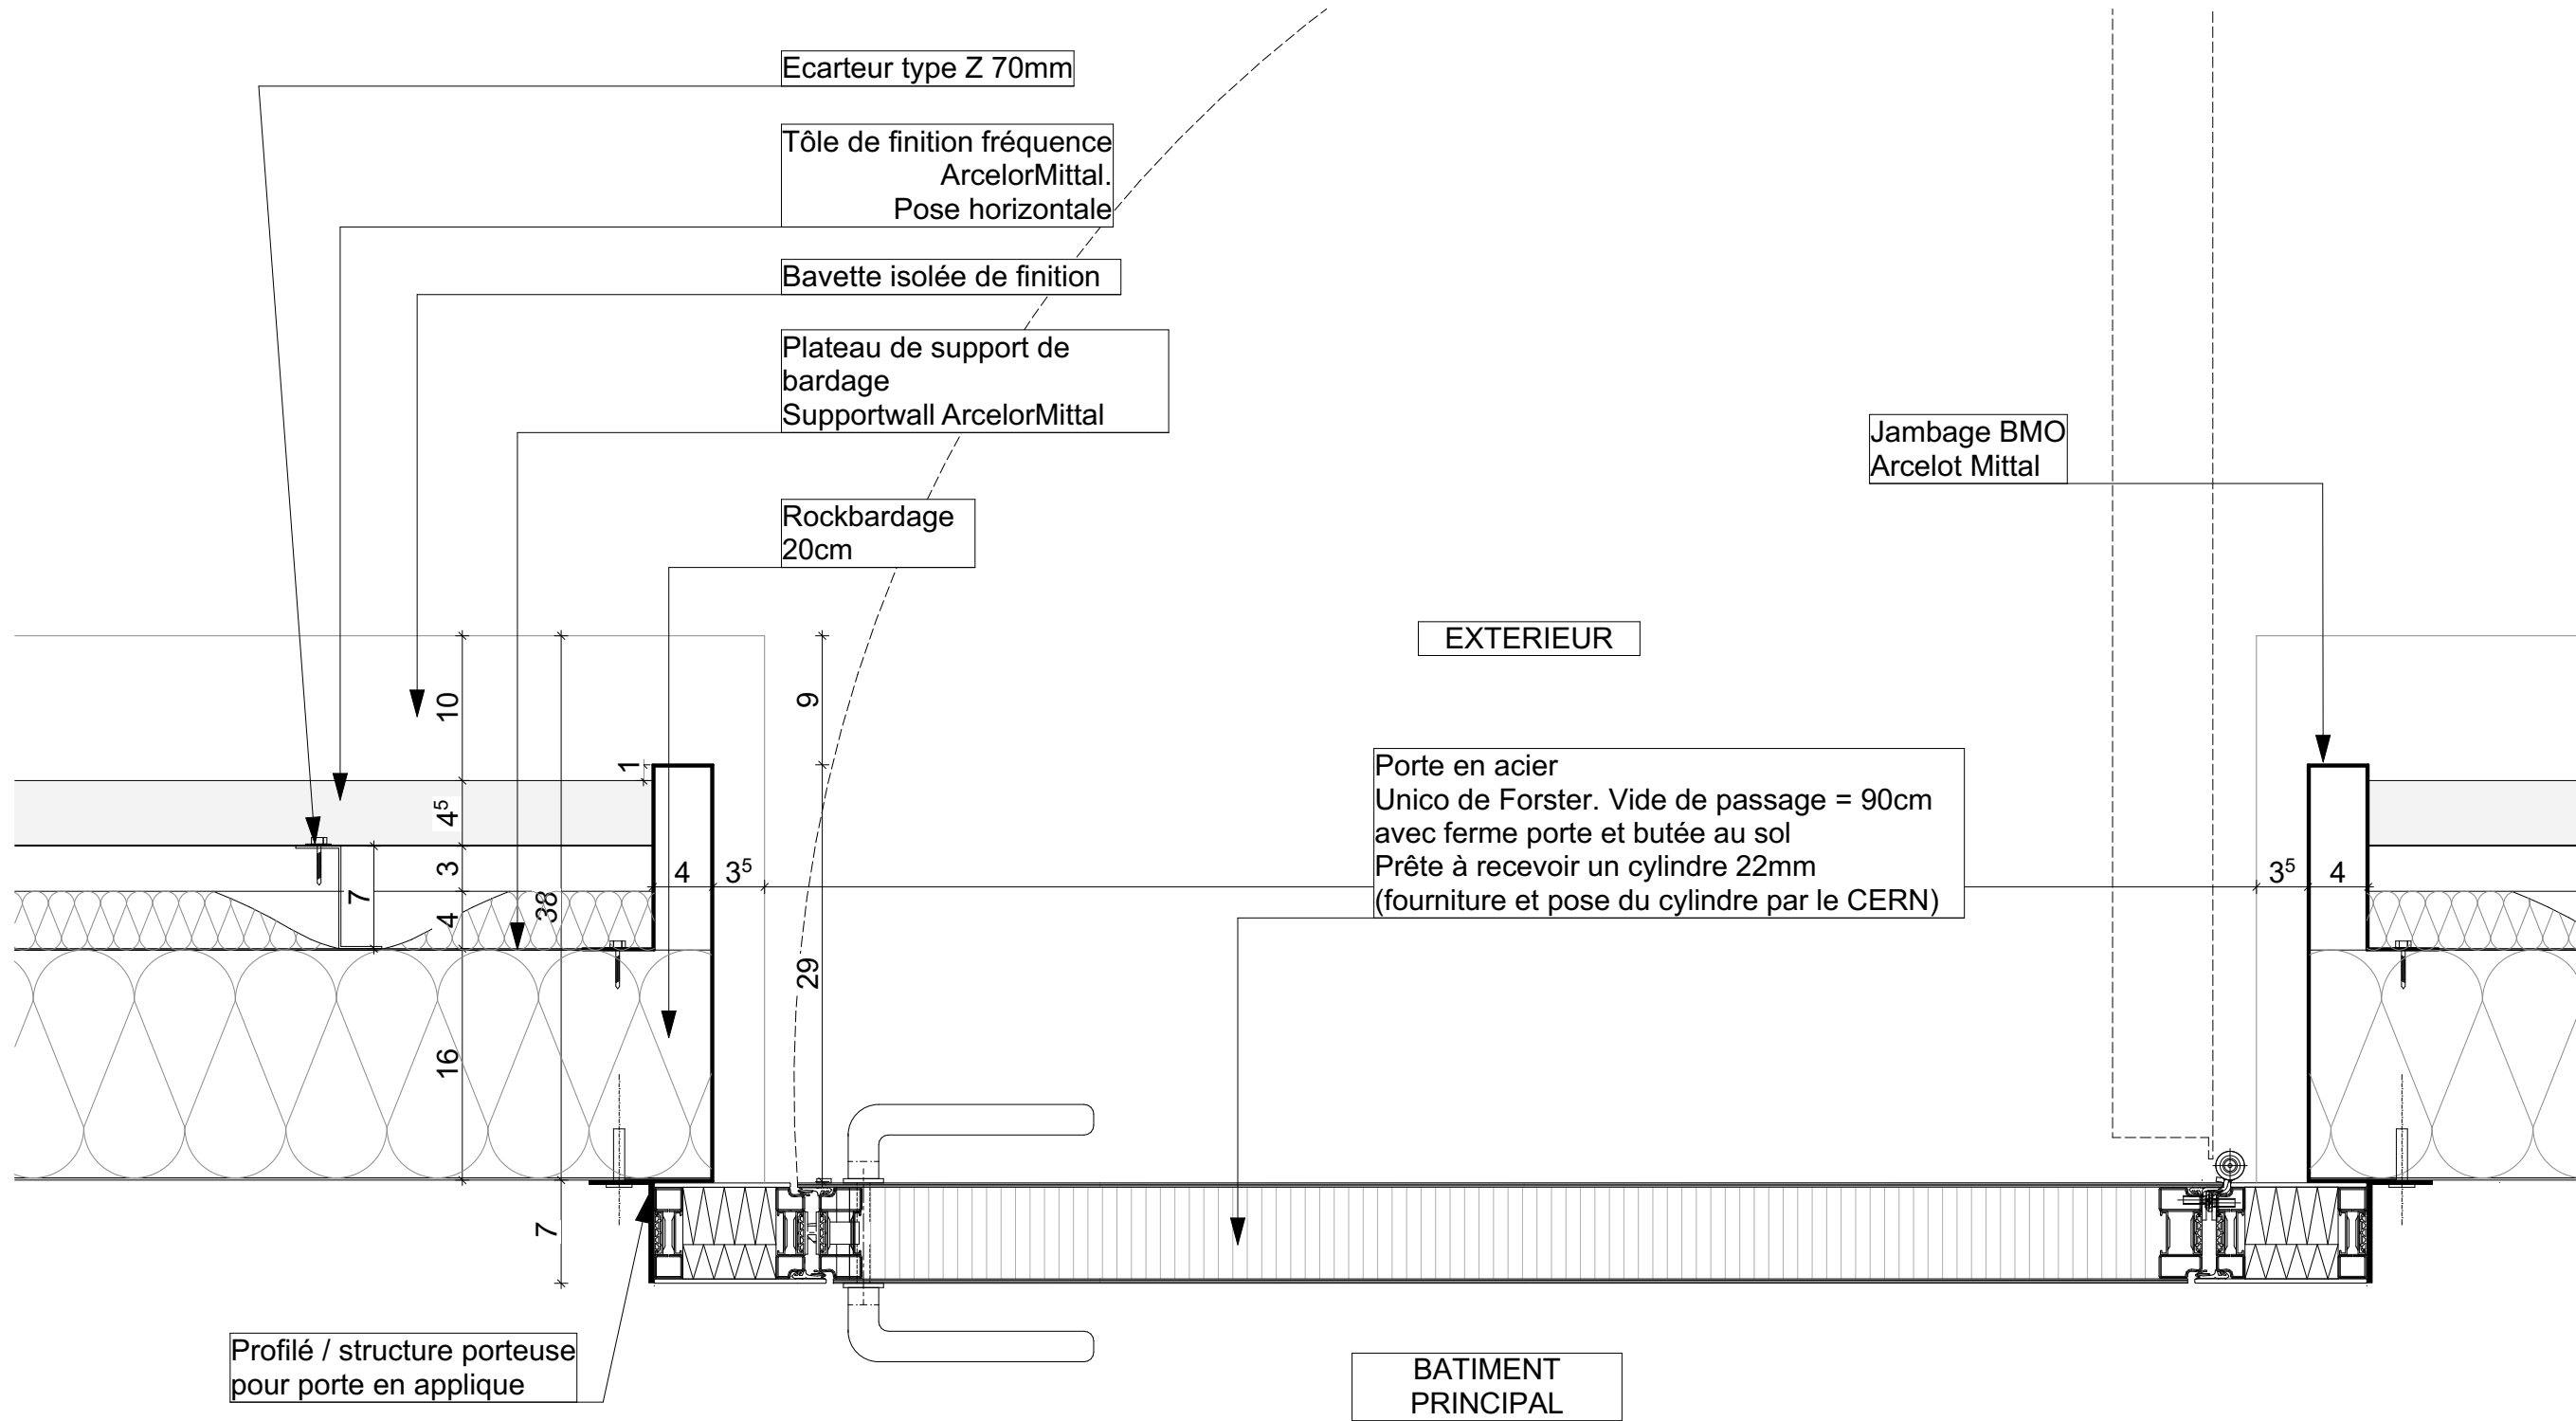 Ecarteur type Z 70mm
Tôle de finition fréquence
ArcelorMittal.
Pose horizontale
Bavette isolée de finition
Plateau de support de
bardage
Supportwall ArcelorMittal
Jambage BMO
Arcelot Mittal
Rockbardage
20cm
EXTERIEUR
10
9
1
Porte en acier
Unico de Forster. Vide de passage = 90cm
avec ferme porte et butée au sol
Prête à recevoir un cylindre 22mm
(fourniture et pose du cylindre par le CERN)
4⁵
3
7
4
38
4
3⁵
3⁵
4
29
16
7
Profilé / structure porteuse
pour porte en applique
BATIMENT
PRINCIPAL